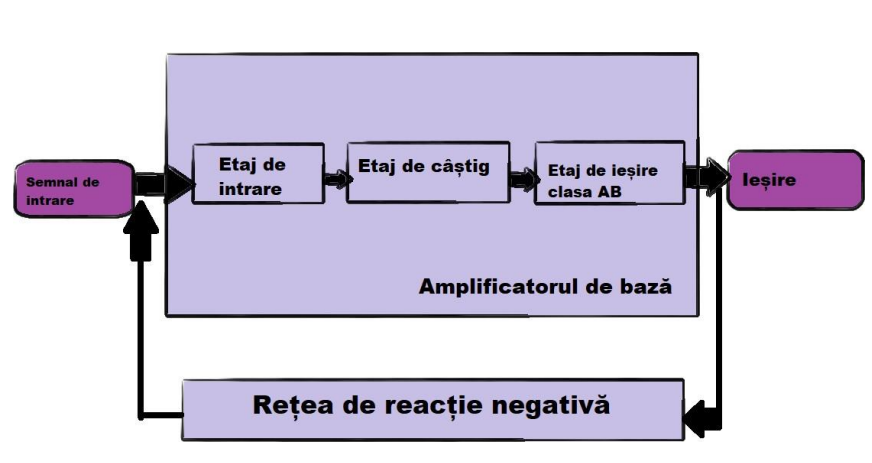 Semnal de
intrare
Etaj de
intrare
Etaj de câștig
Etaj de ieșire
clasa AB
Ieșire
Amplificatorul de bază
Rețea de reacție negativă